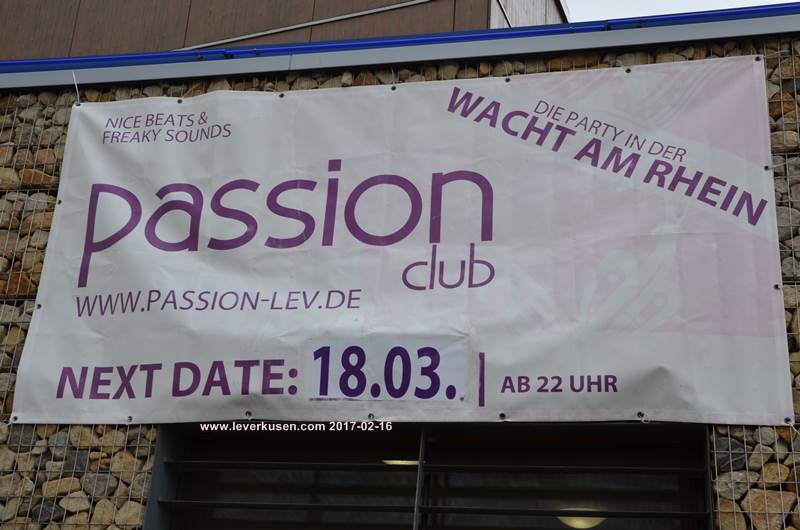 NICE BEATS &
FREAKY SOUNDS
DIE PARTY IN DER
WACHT AM RHEIN
passion
club
WWW.PASSION-LEV.DE
NEXT DATE: 18.03. | AB 22 UHR
www.leverkusen.com 2017-02-16